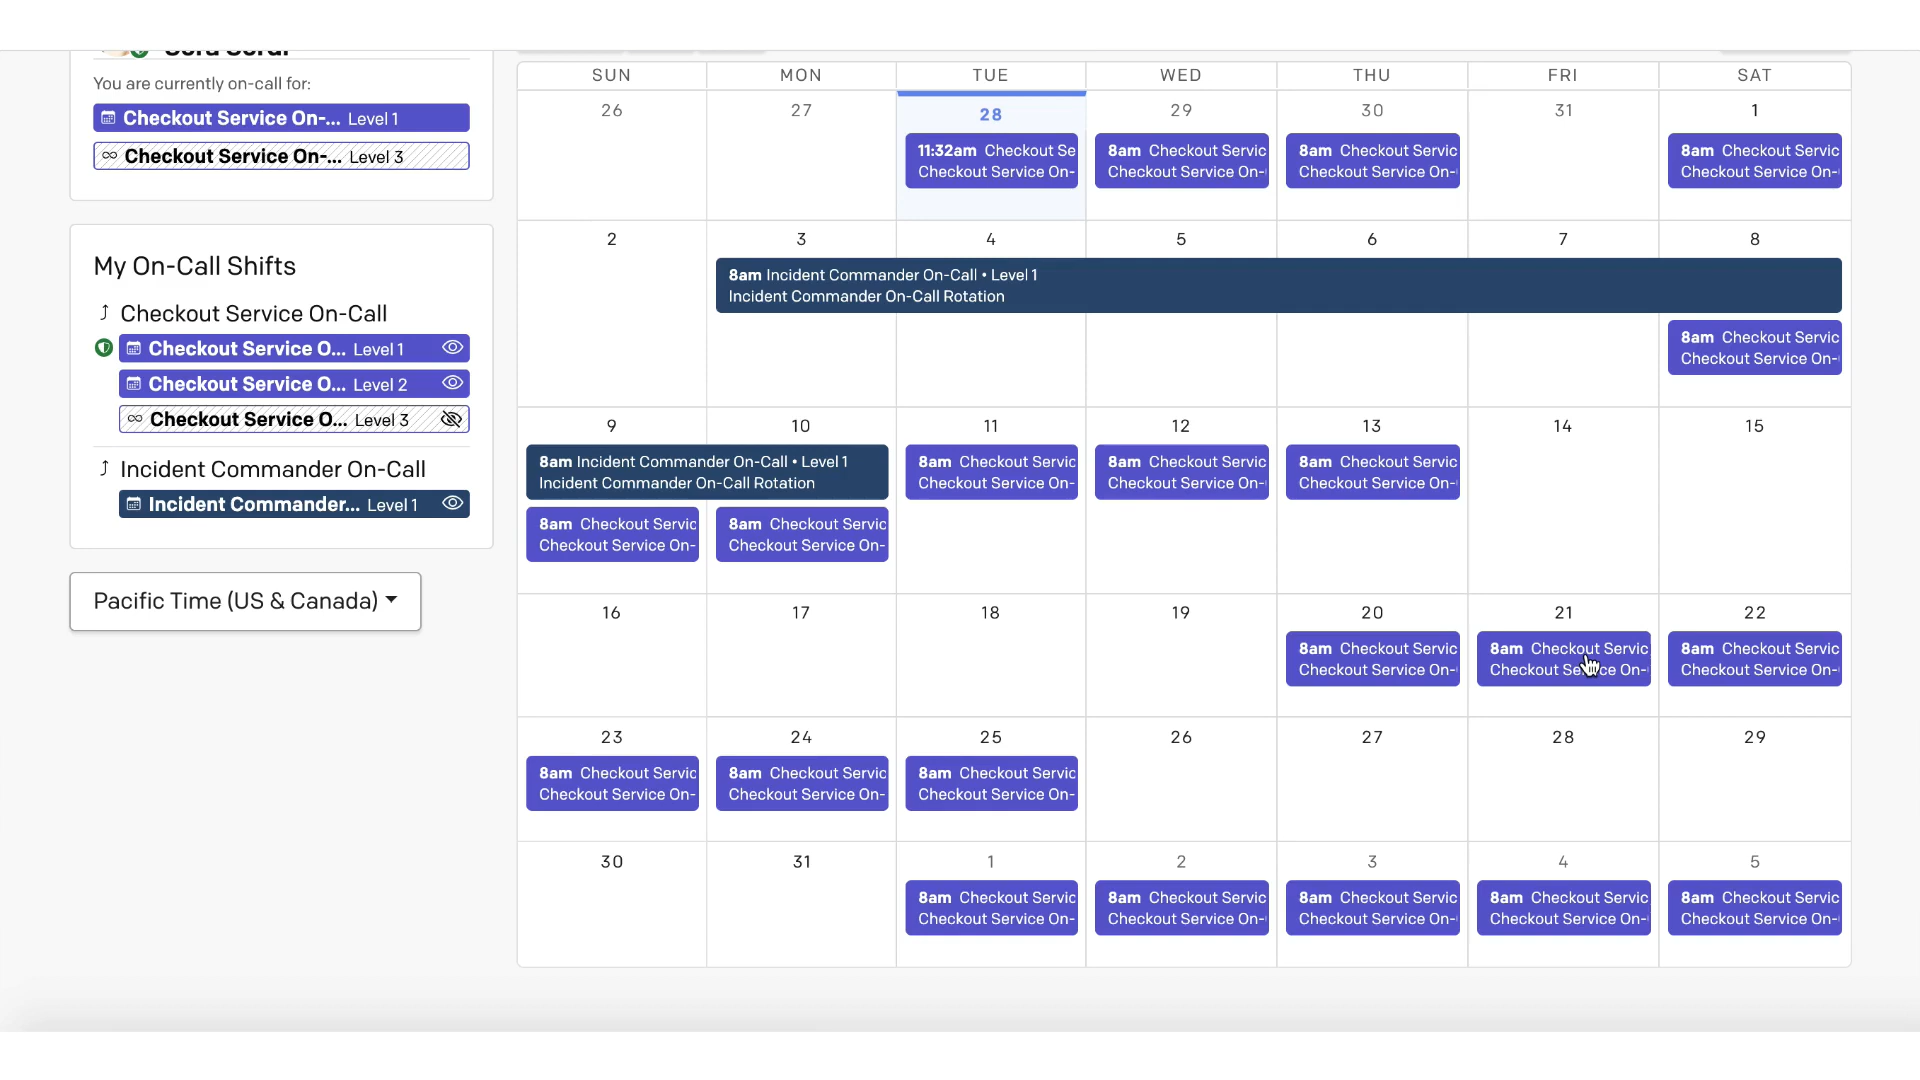 You are currently on-call for:
Checkout Service On-... Level 1
Checkout Service On-... Level 3
My On-Call Shifts
Checkout Service On-Call
Checkout Service O... Level 1
Checkout Service O... Level 2
Checkout Service O... Level 3
Incident Commander On-Call
Incident Commander... Level 1
Pacific Time (US & Canada)
SUN MON TUE WED THU FRI SAT
26 27 28 29 30 31 1
11:32am Checkout Se
Checkout Service On-
8am Checkout Servic
Checkout Service On-
8am Checkout Servic
Checkout Service On-
8am Checkout Servic
Checkout Service On-
2 3 4 5 6 7 8
8am Incident Commander On-Call • Level 1
Incident Commander On-Call Rotation
8am Checkout Servic
Checkout Service On-
9 10 11 12 13 14 15
8am Incident Commander On-Call • Level 1
Incident Commander On-Call Rotation
8am Checkout Servic
Checkout Service On-
8am Checkout Servic
Checkout Service On-
8am Checkout Servic
Checkout Service On-
8am Checkout Servic
Checkout Service On-
8am Checkout Servic
Checkout Service On-
16 17 18 19 20 21 22
8am Checkout Servic
Checkout Service On-
8am Checkout Servic
Checkout Service On-
8am Checkout Servic
Checkout Service On-
23 24 25 26 27 28 29
8am Checkout Servic
Checkout Service On-
8am Checkout Servic
Checkout Service On-
8am Checkout Servic
Checkout Service On-
30 31 1 2 3 4 5
8am Checkout Servic
Checkout Service On-
8am Checkout Servic
Checkout Service On-
8am Checkout Servic
Checkout Service On-
8am Checkout Servic
Checkout Service On-
8am Checkout Servic
Checkout Service On-